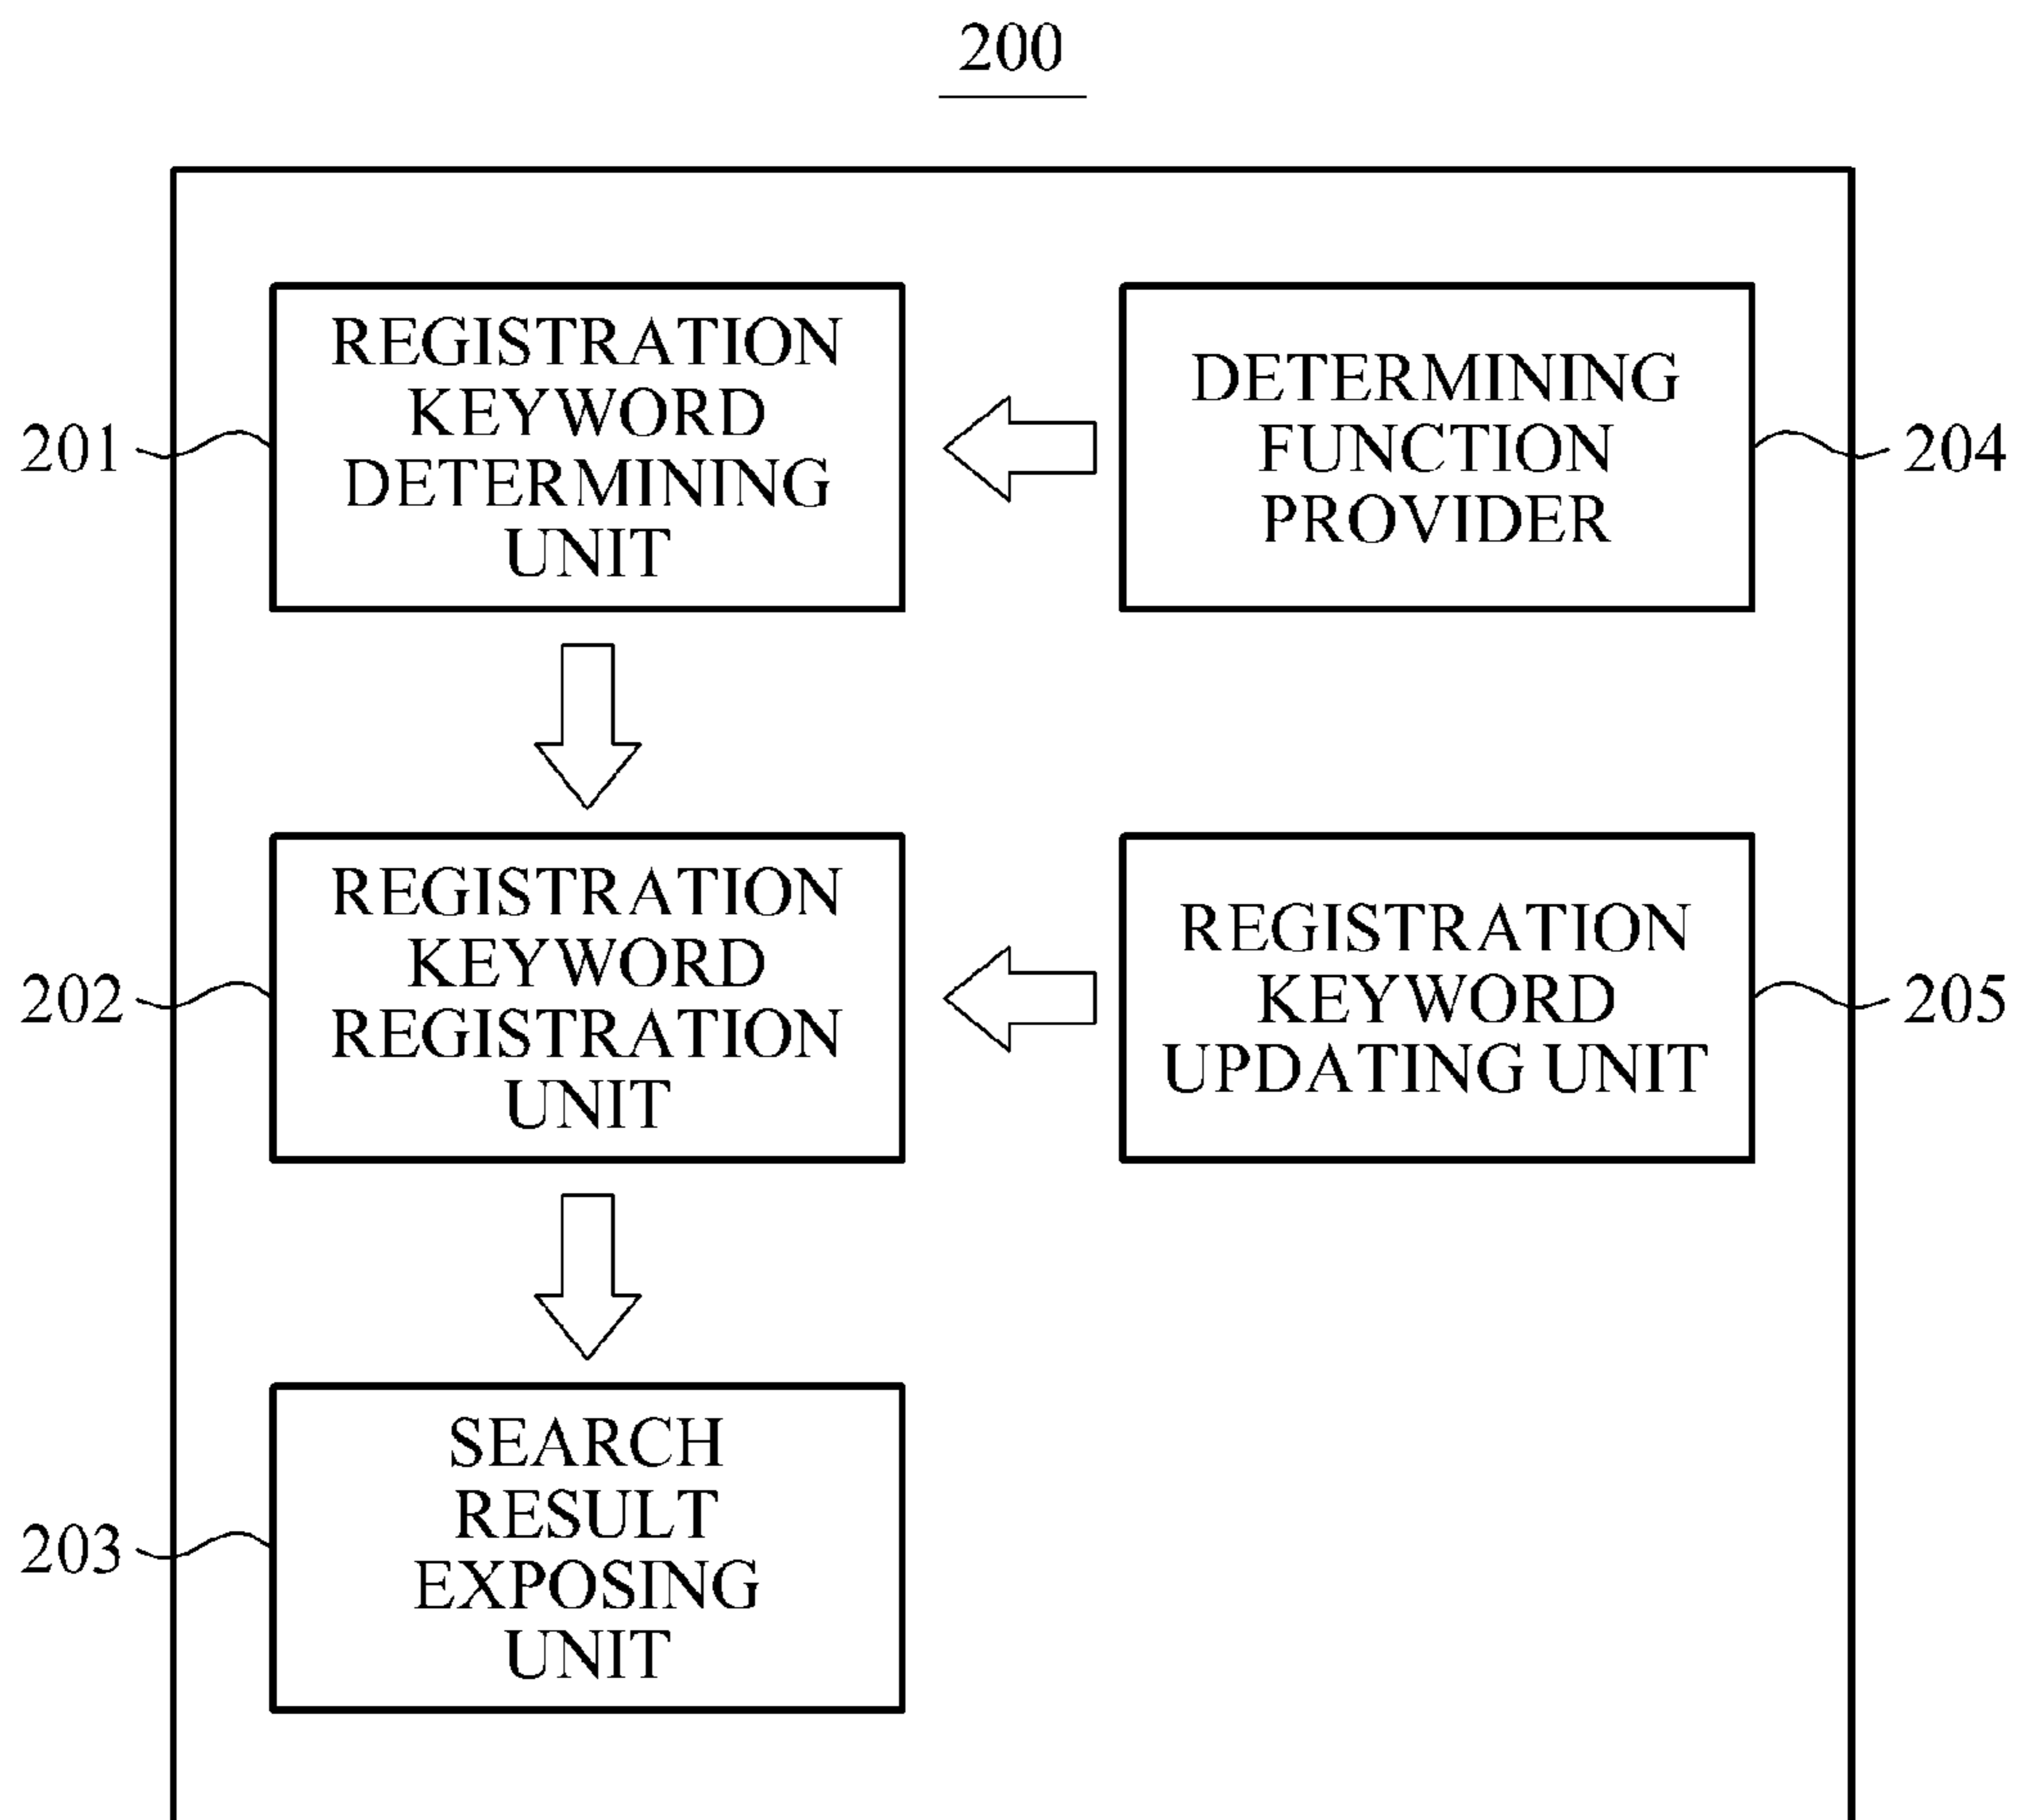 200
201
REGISTRATION
KEYWORD
DETERMINING
UNIT
DETERMINING
FUNCTION
PROVIDER
204
202
REGISTRATION
KEYWORD
REGISTRATION
UNIT
REGISTRATION
KEYWORD
UPDATING UNIT
205
203
SEARCH
RESULT
EXPOSING
UNIT